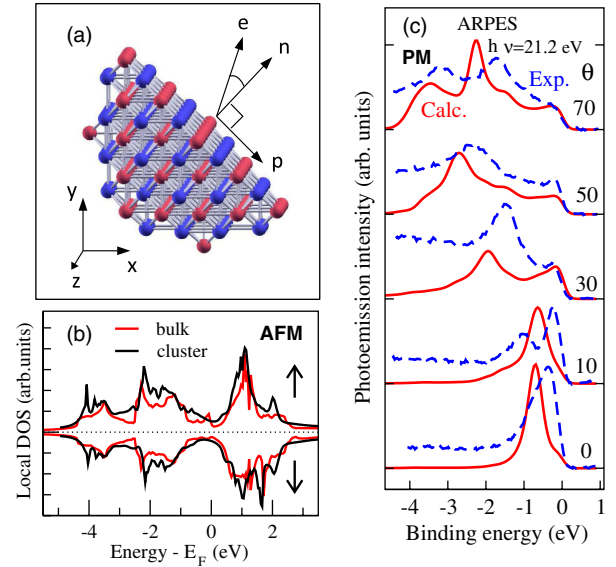 (a)
e
n
p
y
x
z
(b)
bulk
cluster
AFM
Local DOS (arb.units)
-4 -2 0 2
Energy - E_F (eV)
(c)
ARPES
PM
h ν=21.2 eV
θ
Exp.
Calc.
70
50
30
10
0
Photoemission intensity (arb. units)
-5 -4 -3 -2 -1 0 1
Binding energy (eV)